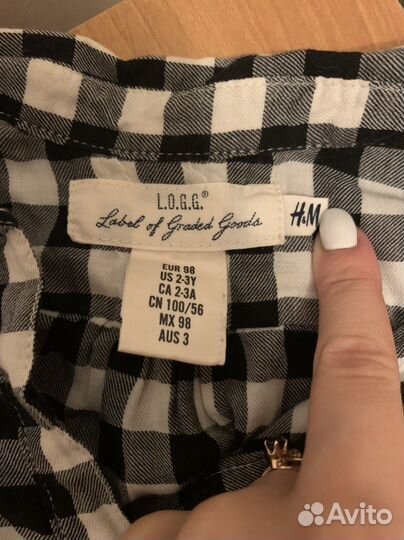 L.O.G.G.®
Label of Graded Goods
H&M
EUR 98
US 2-3Y
CA 2-3A
CN 100/56
MX 98
AUS 3
Avito